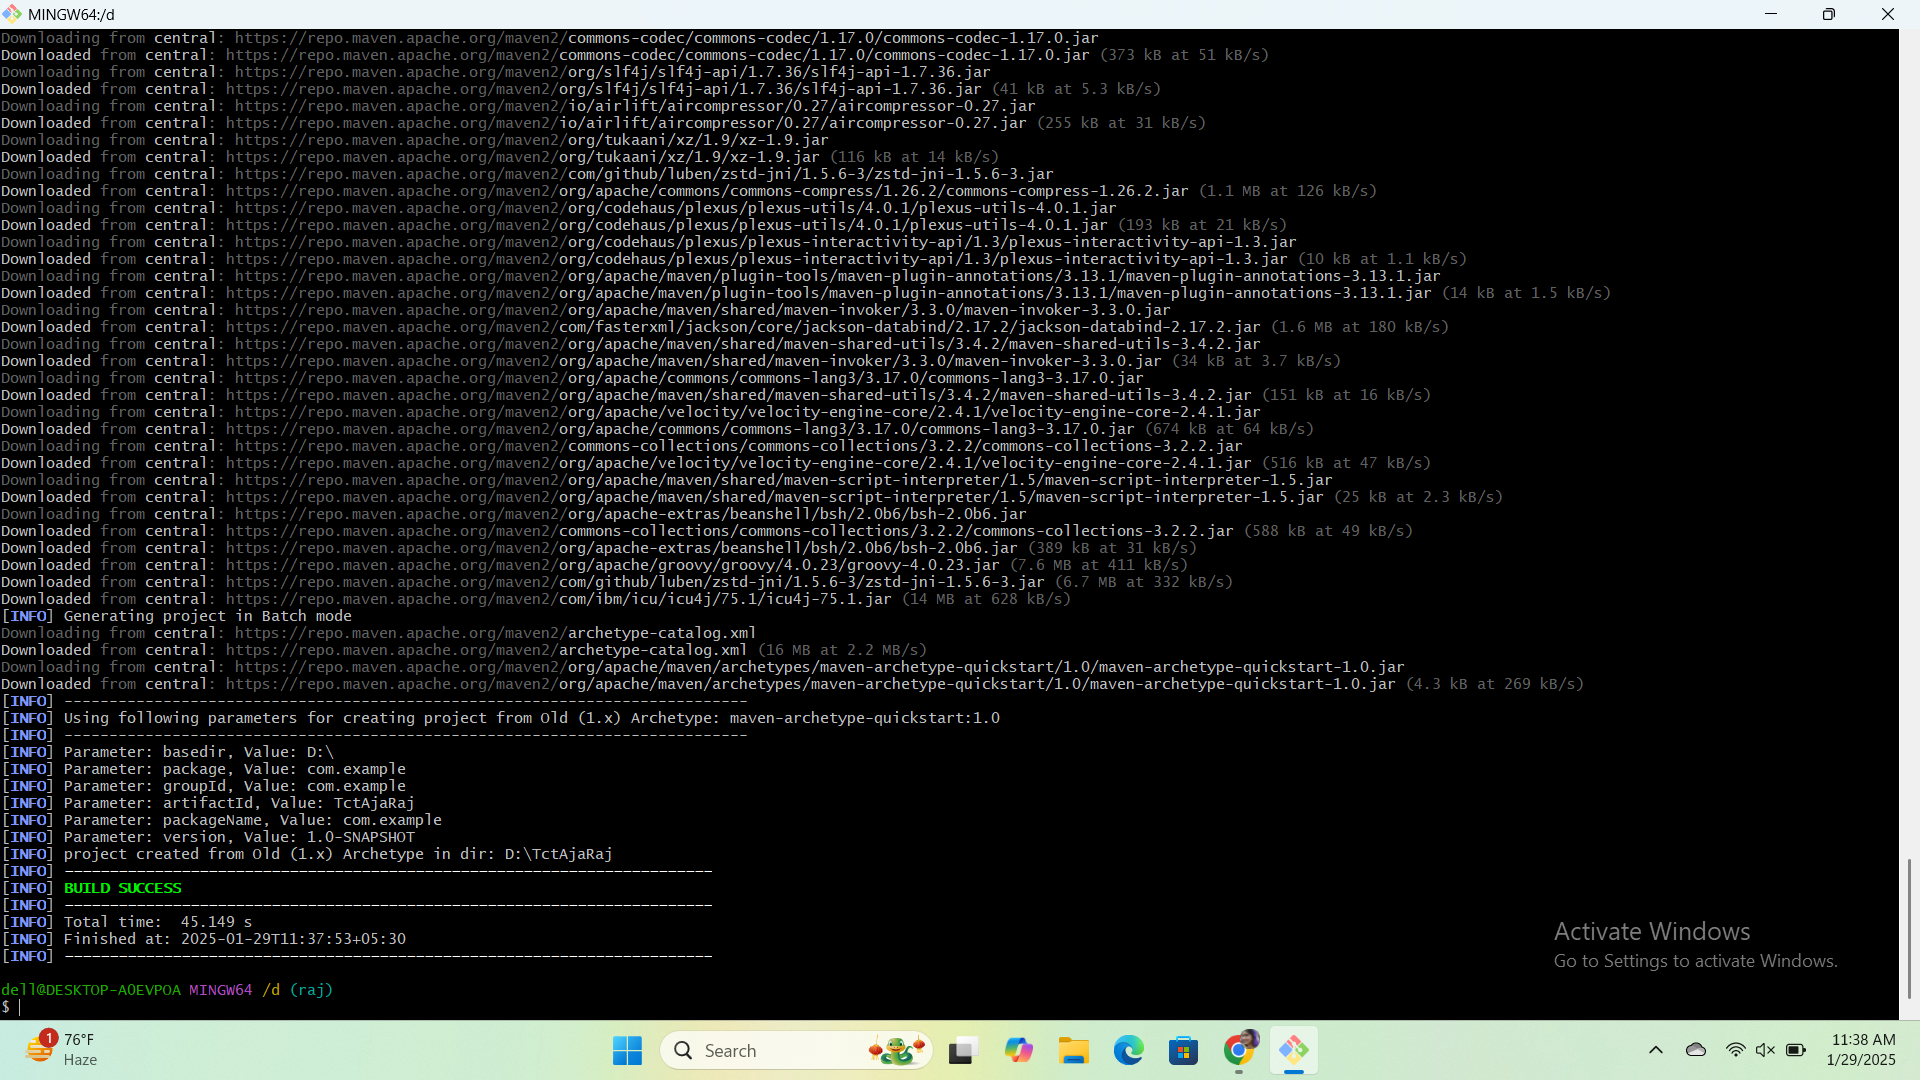 MINGW64:/d
Downloading from central: https://repo.maven.apache.org/maven2/commons-codec/commons-codec/1.17.0/commons-codec-1.17.0.jar
Downloaded from central: https://repo.maven.apache.org/maven2/commons-codec/commons-codec/1.17.0/commons-codec-1.17.0.jar (373 kB at 51 kB/s)
Downloading from central: https://repo.maven.apache.org/maven2/org/slf4j/slf4j-api/1.7.36/slf4j-api-1.7.36.jar
Downloaded from central: https://repo.maven.apache.org/maven2/org/slf4j/slf4j-api/1.7.36/slf4j-api-1.7.36.jar (41 kB at 5.3 kB/s)
Downloading from central: https://repo.maven.apache.org/maven2/io/airlift/aircompressor/0.27/aircompressor-0.27.jar
Downloaded from central: https://repo.maven.apache.org/maven2/io/airlift/aircompressor/0.27/aircompressor-0.27.jar (255 kB at 31 kB/s)
Downloading from central: https://repo.maven.apache.org/maven2/org/tukaani/xz/1.9/xz-1.9.jar
Downloaded from central: https://repo.maven.apache.org/maven2/org/tukaani/xz/1.9/xz-1.9.jar (116 kB at 14 kB/s)
Downloading from central: https://repo.maven.apache.org/maven2/com/github/luben/zstd-jni/1.5.6-3/zstd-jni-1.5.6-3.jar
Downloaded from central: https://repo.maven.apache.org/maven2/org/apache/commons/commons-compress/1.26.2/commons-compress-1.26.2.jar (1.1 MB at 126 kB/s)
Downloading from central: https://repo.maven.apache.org/maven2/org/codehaus/plexus/plexus-utils/4.0.1/plexus-utils-4.0.1.jar
Downloaded from central: https://repo.maven.apache.org/maven2/org/codehaus/plexus/plexus-utils/4.0.1/plexus-utils-4.0.1.jar (193 kB at 21 kB/s)
Downloading from central: https://repo.maven.apache.org/maven2/org/codehaus/plexus/plexus-interactivity-api/1.3/plexus-interactivity-api-1.3.jar
Downloaded from central: https://repo.maven.apache.org/maven2/org/codehaus/plexus/plexus-interactivity-api/1.3/plexus-interactivity-api-1.3.jar (10 kB at 1.1 kB/s)
Downloading from central: https://repo.maven.apache.org/maven2/org/apache/maven/plugin-tools/maven-plugin-annotations/3.13.1/maven-plugin-annotations-3.13.1.jar
Downloaded from central: https://repo.maven.apache.org/maven2/org/apache/maven/plugin-tools/maven-plugin-annotations/3.13.1/maven-plugin-annotations-3.13.1.jar (14 kB at 1.5 kB/s)
Downloading from central: https://repo.maven.apache.org/maven2/org/apache/maven/shared/maven-invoker/3.3.0/maven-invoker-3.3.0.jar
Downloaded from central: https://repo.maven.apache.org/maven2/com/fasterxml/jackson/core/jackson-databind/2.17.2/jackson-databind-2.17.2.jar (1.6 MB at 180 kB/s)
Downloading from central: https://repo.maven.apache.org/maven2/org/apache/maven/shared/maven-shared-utils/3.4.2/maven-shared-utils-3.4.2.jar
Downloaded from central: https://repo.maven.apache.org/maven2/org/apache/maven/shared/maven-invoker/3.3.0/maven-invoker-3.3.0.jar (34 kB at 3.7 kB/s)
Downloading from central: https://repo.maven.apache.org/maven2/org/apache/commons/commons-lang3/3.17.0/commons-lang3-3.17.0.jar
Downloaded from central: https://repo.maven.apache.org/maven2/org/apache/maven/shared/maven-shared-utils/3.4.2/maven-shared-utils-3.4.2.jar (151 kB at 16 kB/s)
Downloading from central: https://repo.maven.apache.org/maven2/org/apache/velocity/velocity-engine-core/2.4.1/velocity-engine-core-2.4.1.jar
Downloaded from central: https://repo.maven.apache.org/maven2/org/apache/commons/commons-lang3/3.17.0/commons-lang3-3.17.0.jar (674 kB at 64 kB/s)
Downloading from central: https://repo.maven.apache.org/maven2/commons-collections/commons-collections/3.2.2/commons-collections-3.2.2.jar
Downloaded from central: https://repo.maven.apache.org/maven2/org/apache/velocity/velocity-engine-core/2.4.1/velocity-engine-core-2.4.1.jar (516 kB at 47 kB/s)
Downloading from central: https://repo.maven.apache.org/maven2/org/apache/maven/shared/maven-script-interpreter/1.5/maven-script-interpreter-1.5.jar
Downloaded from central: https://repo.maven.apache.org/maven2/org/apache/maven/shared/maven-script-interpreter/1.5/maven-script-interpreter-1.5.jar (25 kB at 2.3 kB/s)
Downloading from central: https://repo.maven.apache.org/maven2/org/apache-extras/beanshell/bsh/2.0b6/bsh-2.0b6.jar
Downloaded from central: https://repo.maven.apache.org/maven2/commons-collections/commons-collections/3.2.2/commons-collections-3.2.2.jar (588 kB at 49 kB/s)
Downloaded from central: https://repo.maven.apache.org/maven2/org/apache-extras/beanshell/bsh/2.0b6/bsh-2.0b6.jar (389 kB at 31 kB/s)
Downloaded from central: https://repo.maven.apache.org/maven2/org/apache/groovy/groovy/4.0.23/groovy-4.0.23.jar (7.6 MB at 411 kB/s)
Downloaded from central: https://repo.maven.apache.org/maven2/com/github/luben/zstd-jni/1.5.6-3/zstd-jni-1.5.6-3.jar (6.7 MB at 332 kB/s)
Downloaded from central: https://repo.maven.apache.org/maven2/com/ibm/icu/icu4j/75.1/icu4j-75.1.jar (14 MB at 628 kB/s)
[INFO] Generating project in Batch mode
Downloading from central: https://repo.maven.apache.org/maven2/archetype-catalog.xml
Downloaded from central: https://repo.maven.apache.org/maven2/archetype-catalog.xml (16 MB at 2.2 MB/s)
Downloading from central: https://repo.maven.apache.org/maven2/org/apache/maven/archetypes/maven-archetype-quickstart/1.0/maven-archetype-quickstart-1.0.jar
Downloaded from central: https://repo.maven.apache.org/maven2/org/apache/maven/archetypes/maven-archetype-quickstart/1.0/maven-archetype-quickstart-1.0.jar (4.3 kB at 269 kB/s)
[INFO] ----------------------------------------------------------------------------
[INFO] Using following parameters for creating project from Old (1.x) Archetype: maven-archetype-quickstart:1.0
[INFO] ----------------------------------------------------------------------------
[INFO] Parameter: basedir, Value: D:\
[INFO] Parameter: package, Value: com.example
[INFO] Parameter: groupId, Value: com.example
[INFO] Parameter: artifactId, Value: TctAjaRaj
[INFO] Parameter: packageName, Value: com.example
[INFO] Parameter: version, Value: 1.0-SNAPSHOT
[INFO] project created from Old (1.x) Archetype in dir: D:\TctAjaRaj
[INFO] ------------------------------------------------------------------------
[INFO] BUILD SUCCESS
[INFO] ------------------------------------------------------------------------
[INFO] Total time:  45.149 s
[INFO] Finished at: 2025-01-29T11:37:53+05:30
[INFO] ------------------------------------------------------------------------
Activate Windows
Go to Settings to activate Windows.
dell@DESKTOP-A0EVPOA MINGW64 /d (raj)
$
1
76°F
Haze
Search
11:38 AM
1/29/2025